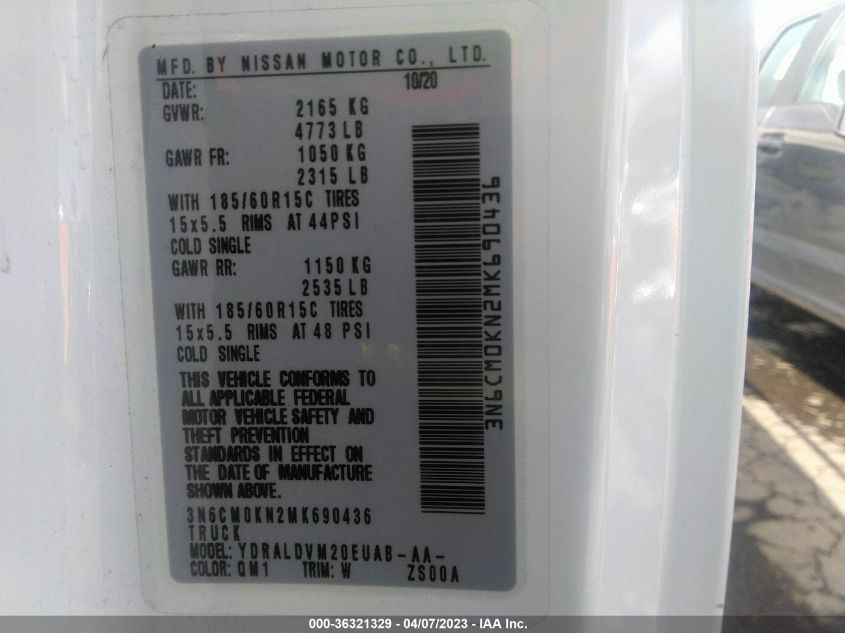 MFD. BY NISSAN MOTOR CO., LTD.
DATE: 10/20
GVWR: 2165 KG
4773 LB
GAWR FR: 1050 KG
2315 LB
WITH 185/60R15C TIRES
15x5.5 RIMS AT 44PSI
COLD SINGLE
GAWR RR: 1150 KG
2535 LB
WITH 185/60R15C TIRES
15x5.5 RIMS AT 48 PSI
COLD SINGLE
THIS VEHICLE CONFORMS TO
ALL APPLICABLE FEDERAL
MOTOR VEHICLE SAFETY AND
THEFT PREVENTION
STANDARDS IN EFFECT ON
THE DATE OF MANUFACTURE
SHOWN ABOVE.
3N6CM0KN2MK690436
TRUCK
MODEL: YDRALDVM20EUAB-AA-
COLOR: QM1 TRIM: W ZS00A
3N6CM0KN2MK690436
000-36321329 - 04/07/2023 - IAA Inc.